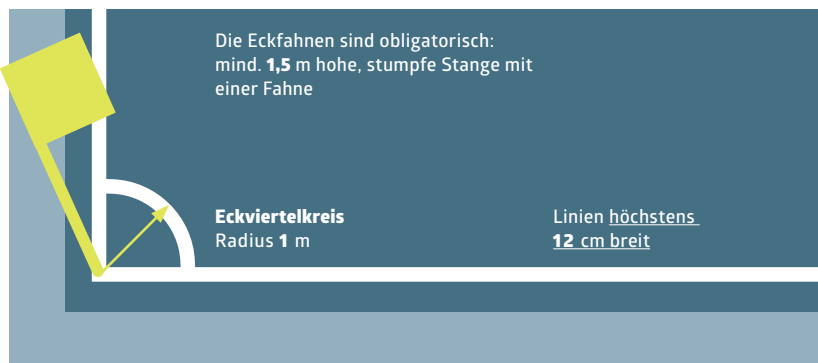 Die Eckfahnen sind obligatorisch:
mind. 1,5 m hohe, stumpfe Stange mit
einer Fahne
Eckviertelkreis
Radius 1 m
Linien höchstens
12 cm breit